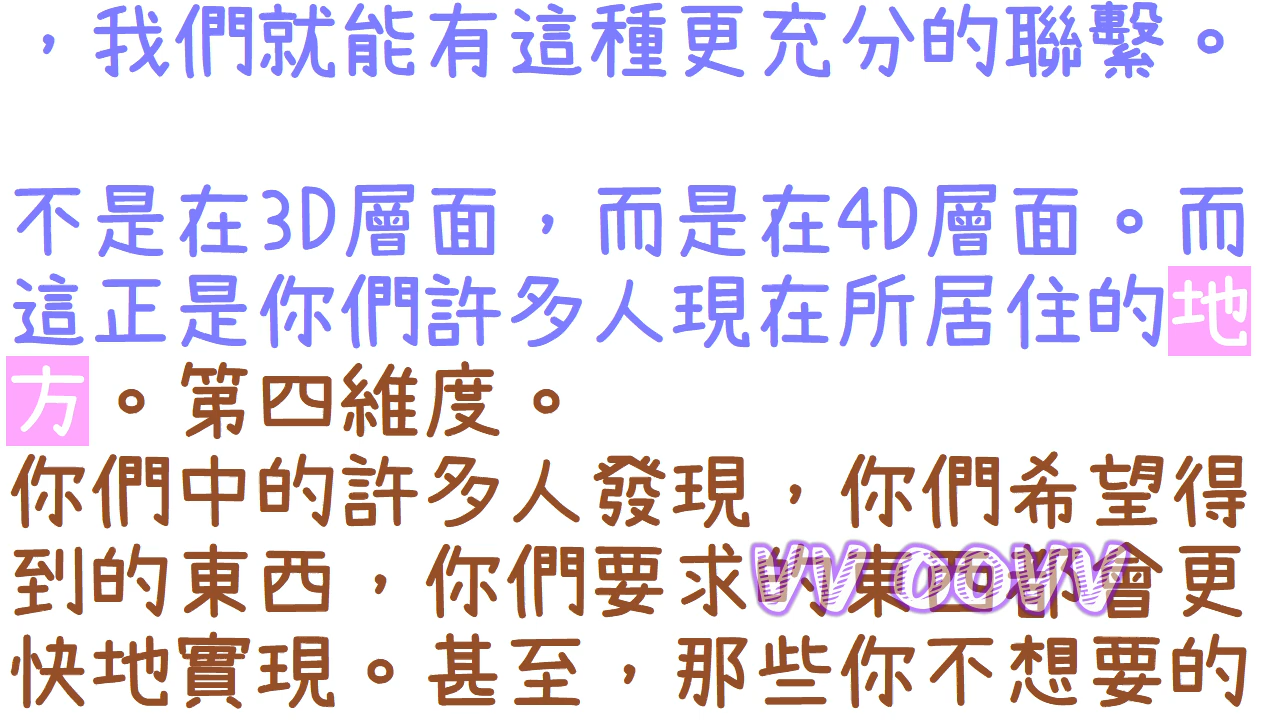 ，我們就能有這種更充分的聯繫。
不是在3D層面，而是在4D層面。而
這正是你們許多人現在所居住的地
方。第四維度。
你們中的許多人發現，你們希望得
到的東西，你們要求的東西都會更
快地實現。甚至，那些你不想要的
VV OOVV